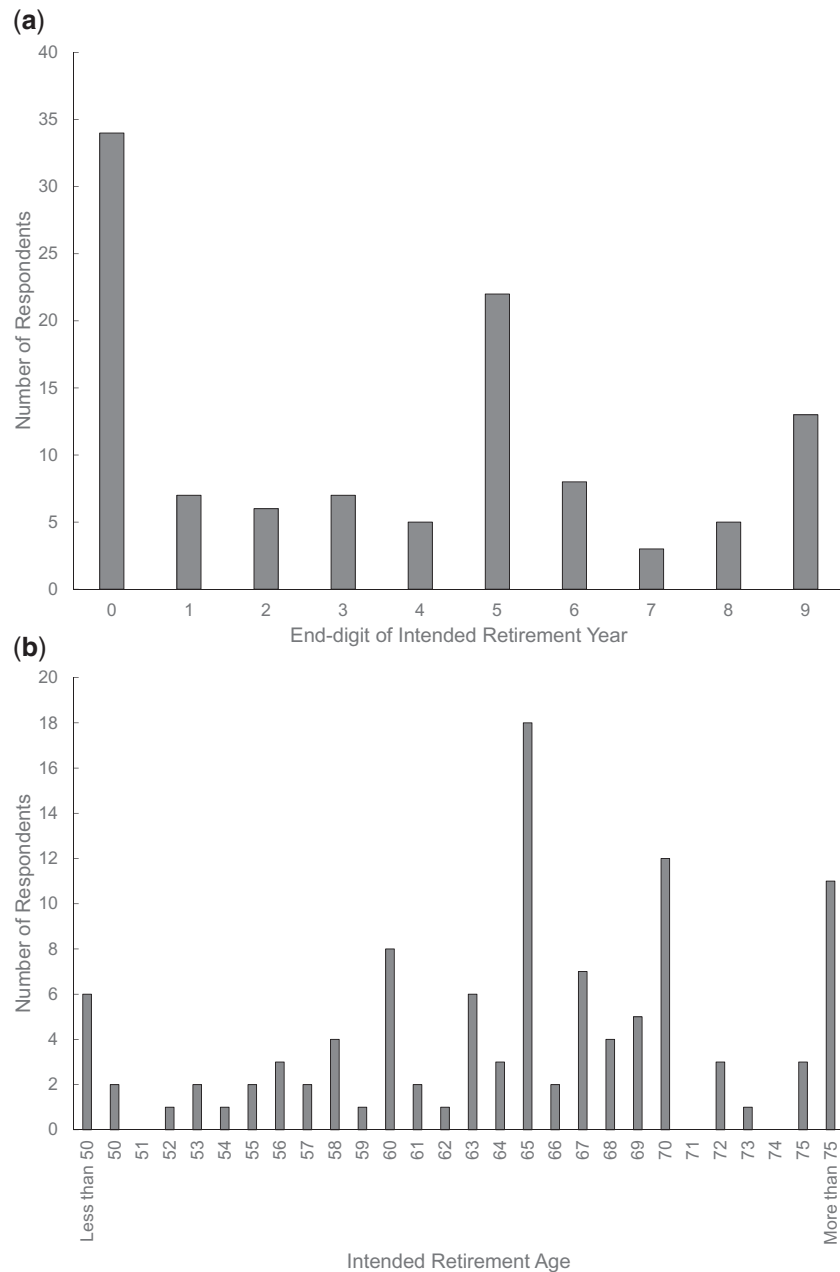 (a)
40
35
30
25
20
15
10
5
0
Number of Respondents
0 1 2 3 4 5 6 7 8 9
End-digit of Intended Retirement Year
(b)
20
18
16
14
12
10
8
6
4
2
0
Number of Respondents
Less than 50 50 51 52 53 54 55 56 57 58 59 60 61 62 63 64 65 66 67 68 69 70 71 72 73 74 75 More than 75
Intended Retirement Age